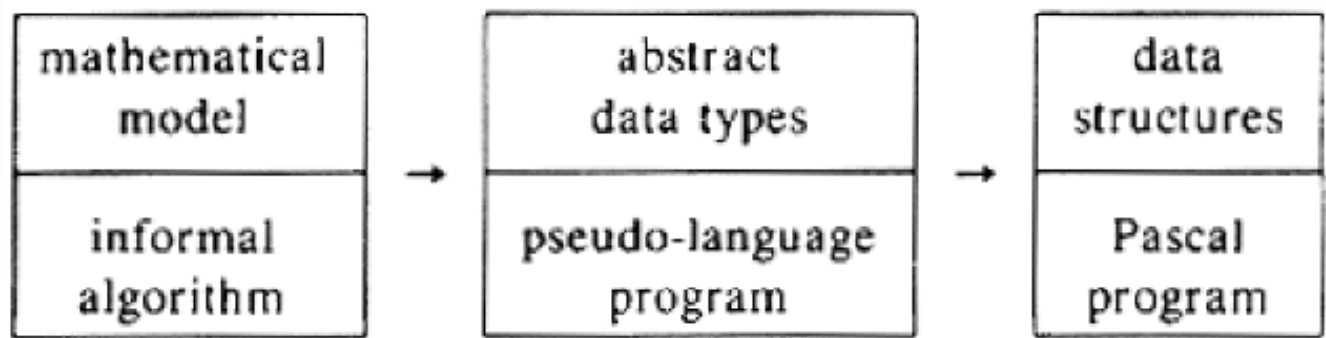 mathematical
model
informal
algorithm
→
abstract
data types
pseudo-language
program
→
data
structures
Pascal
program